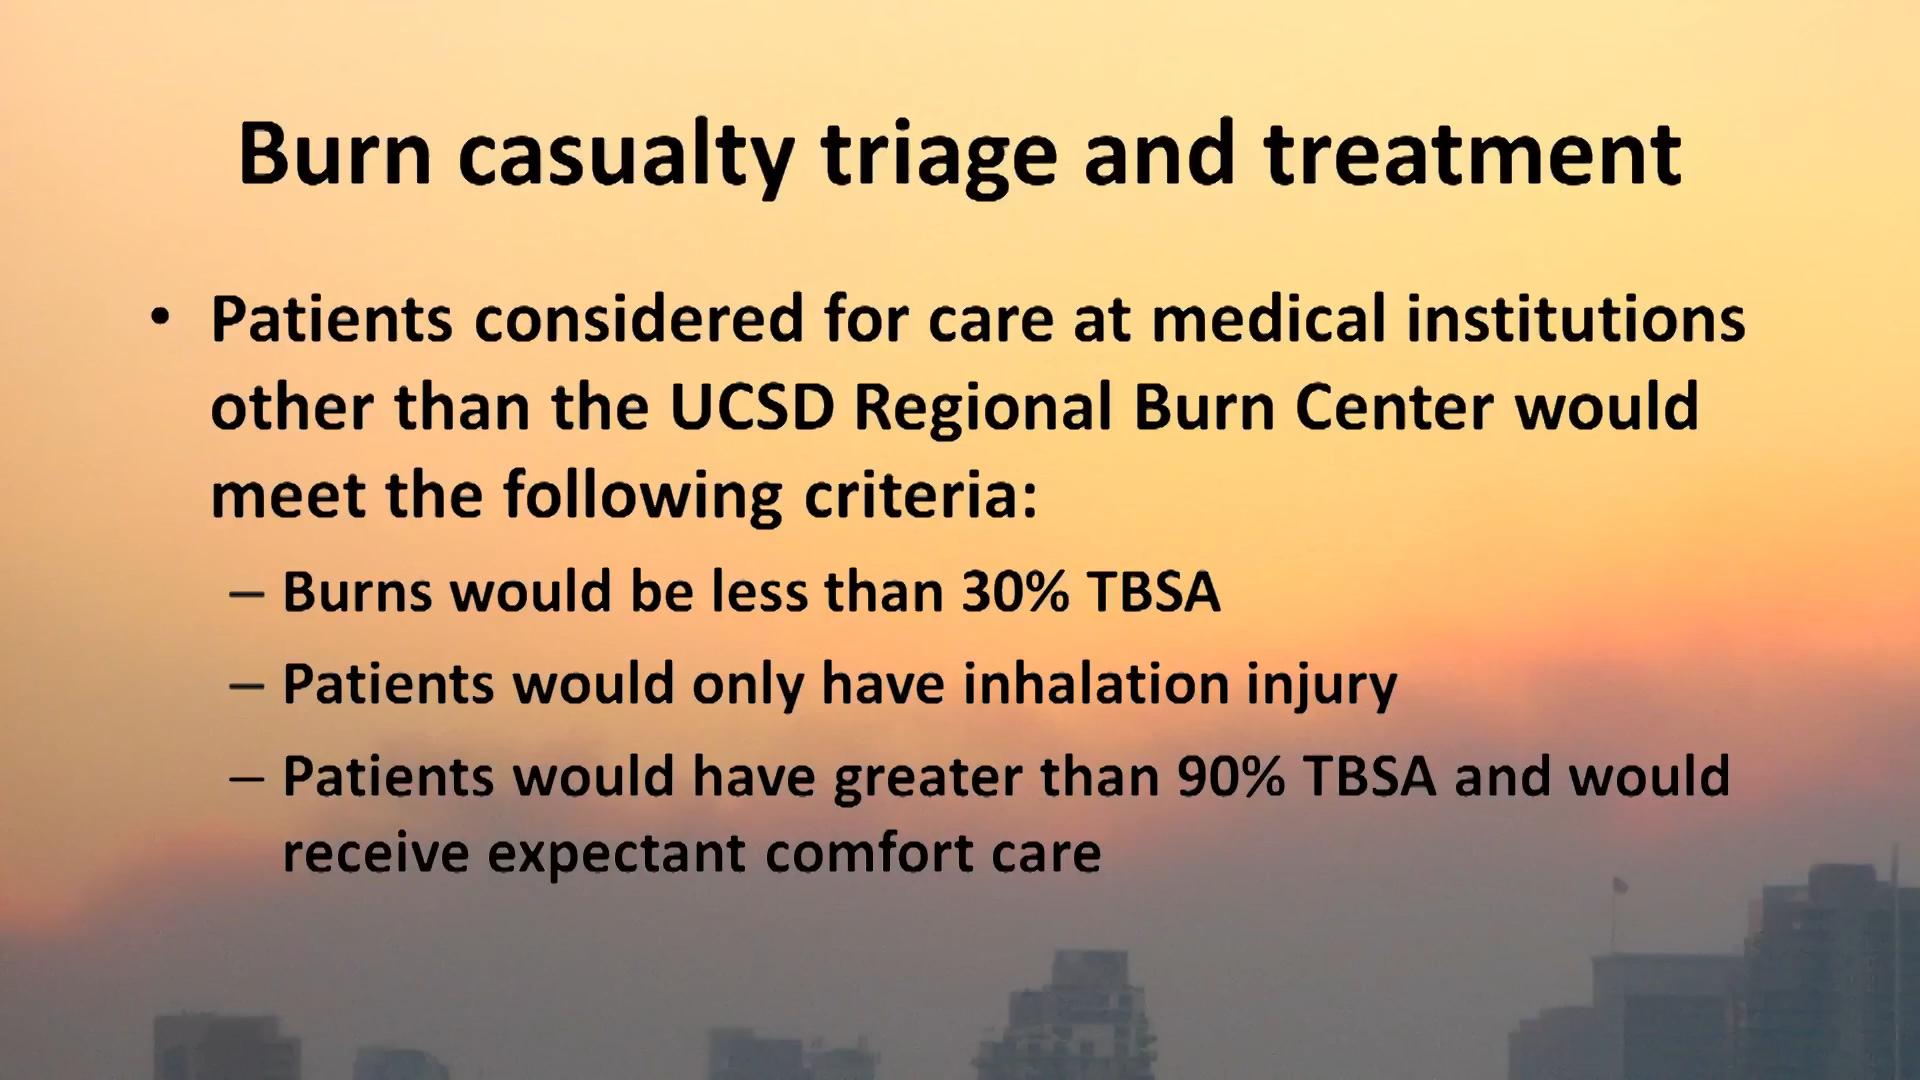 Burn casualty triage and treatment
• Patients considered for care at medical institutions
other than the UCSD Regional Burn Center would
meet the following criteria:
– Burns would be less than 30% TBSA
– Patients would only have inhalation injury
– Patients would have greater than 90% TBSA and would
receive expectant comfort care